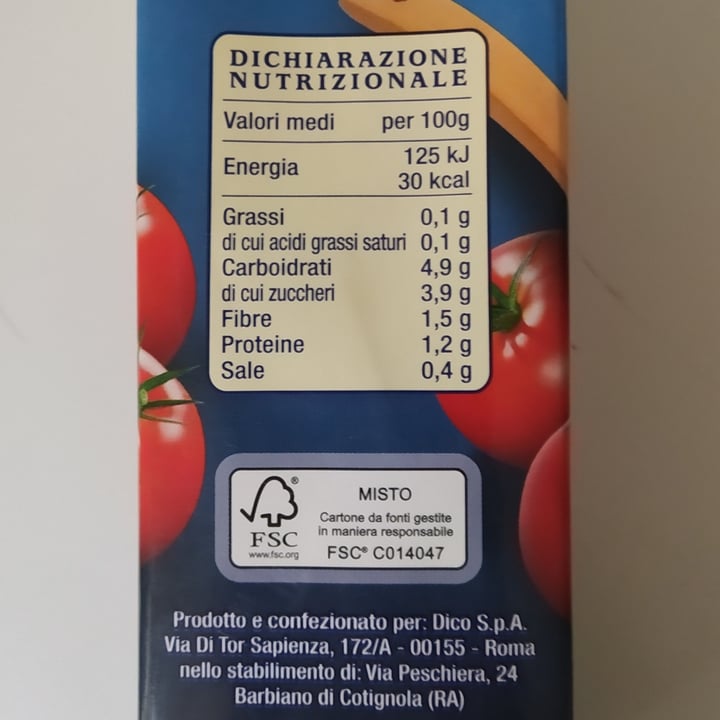 DICHIARAZIONE
NUTRIZIONALE
Valori medi per 100g
Energia 125 kJ
30 kcal
Grassi 0,1 g
di cui acidi grassi saturi 0,1 g
Carboidrati 4,9 g
di cui zuccheri 3,9 g
Fibre 1,5 g
Proteine 1,2 g
Sale 0,4 g
®
FSC
www.fsc.org
MISTO
Cartone da fonti gestite
in maniera responsabile
FSC® C014047
Prodotto e confezionato per: Dico S.p.A.
Via Di Tor Sapienza, 172/A - 00155 - Roma
nello stabilimento di: Via Peschiera, 24
Barbiano di Cotignola (RA)